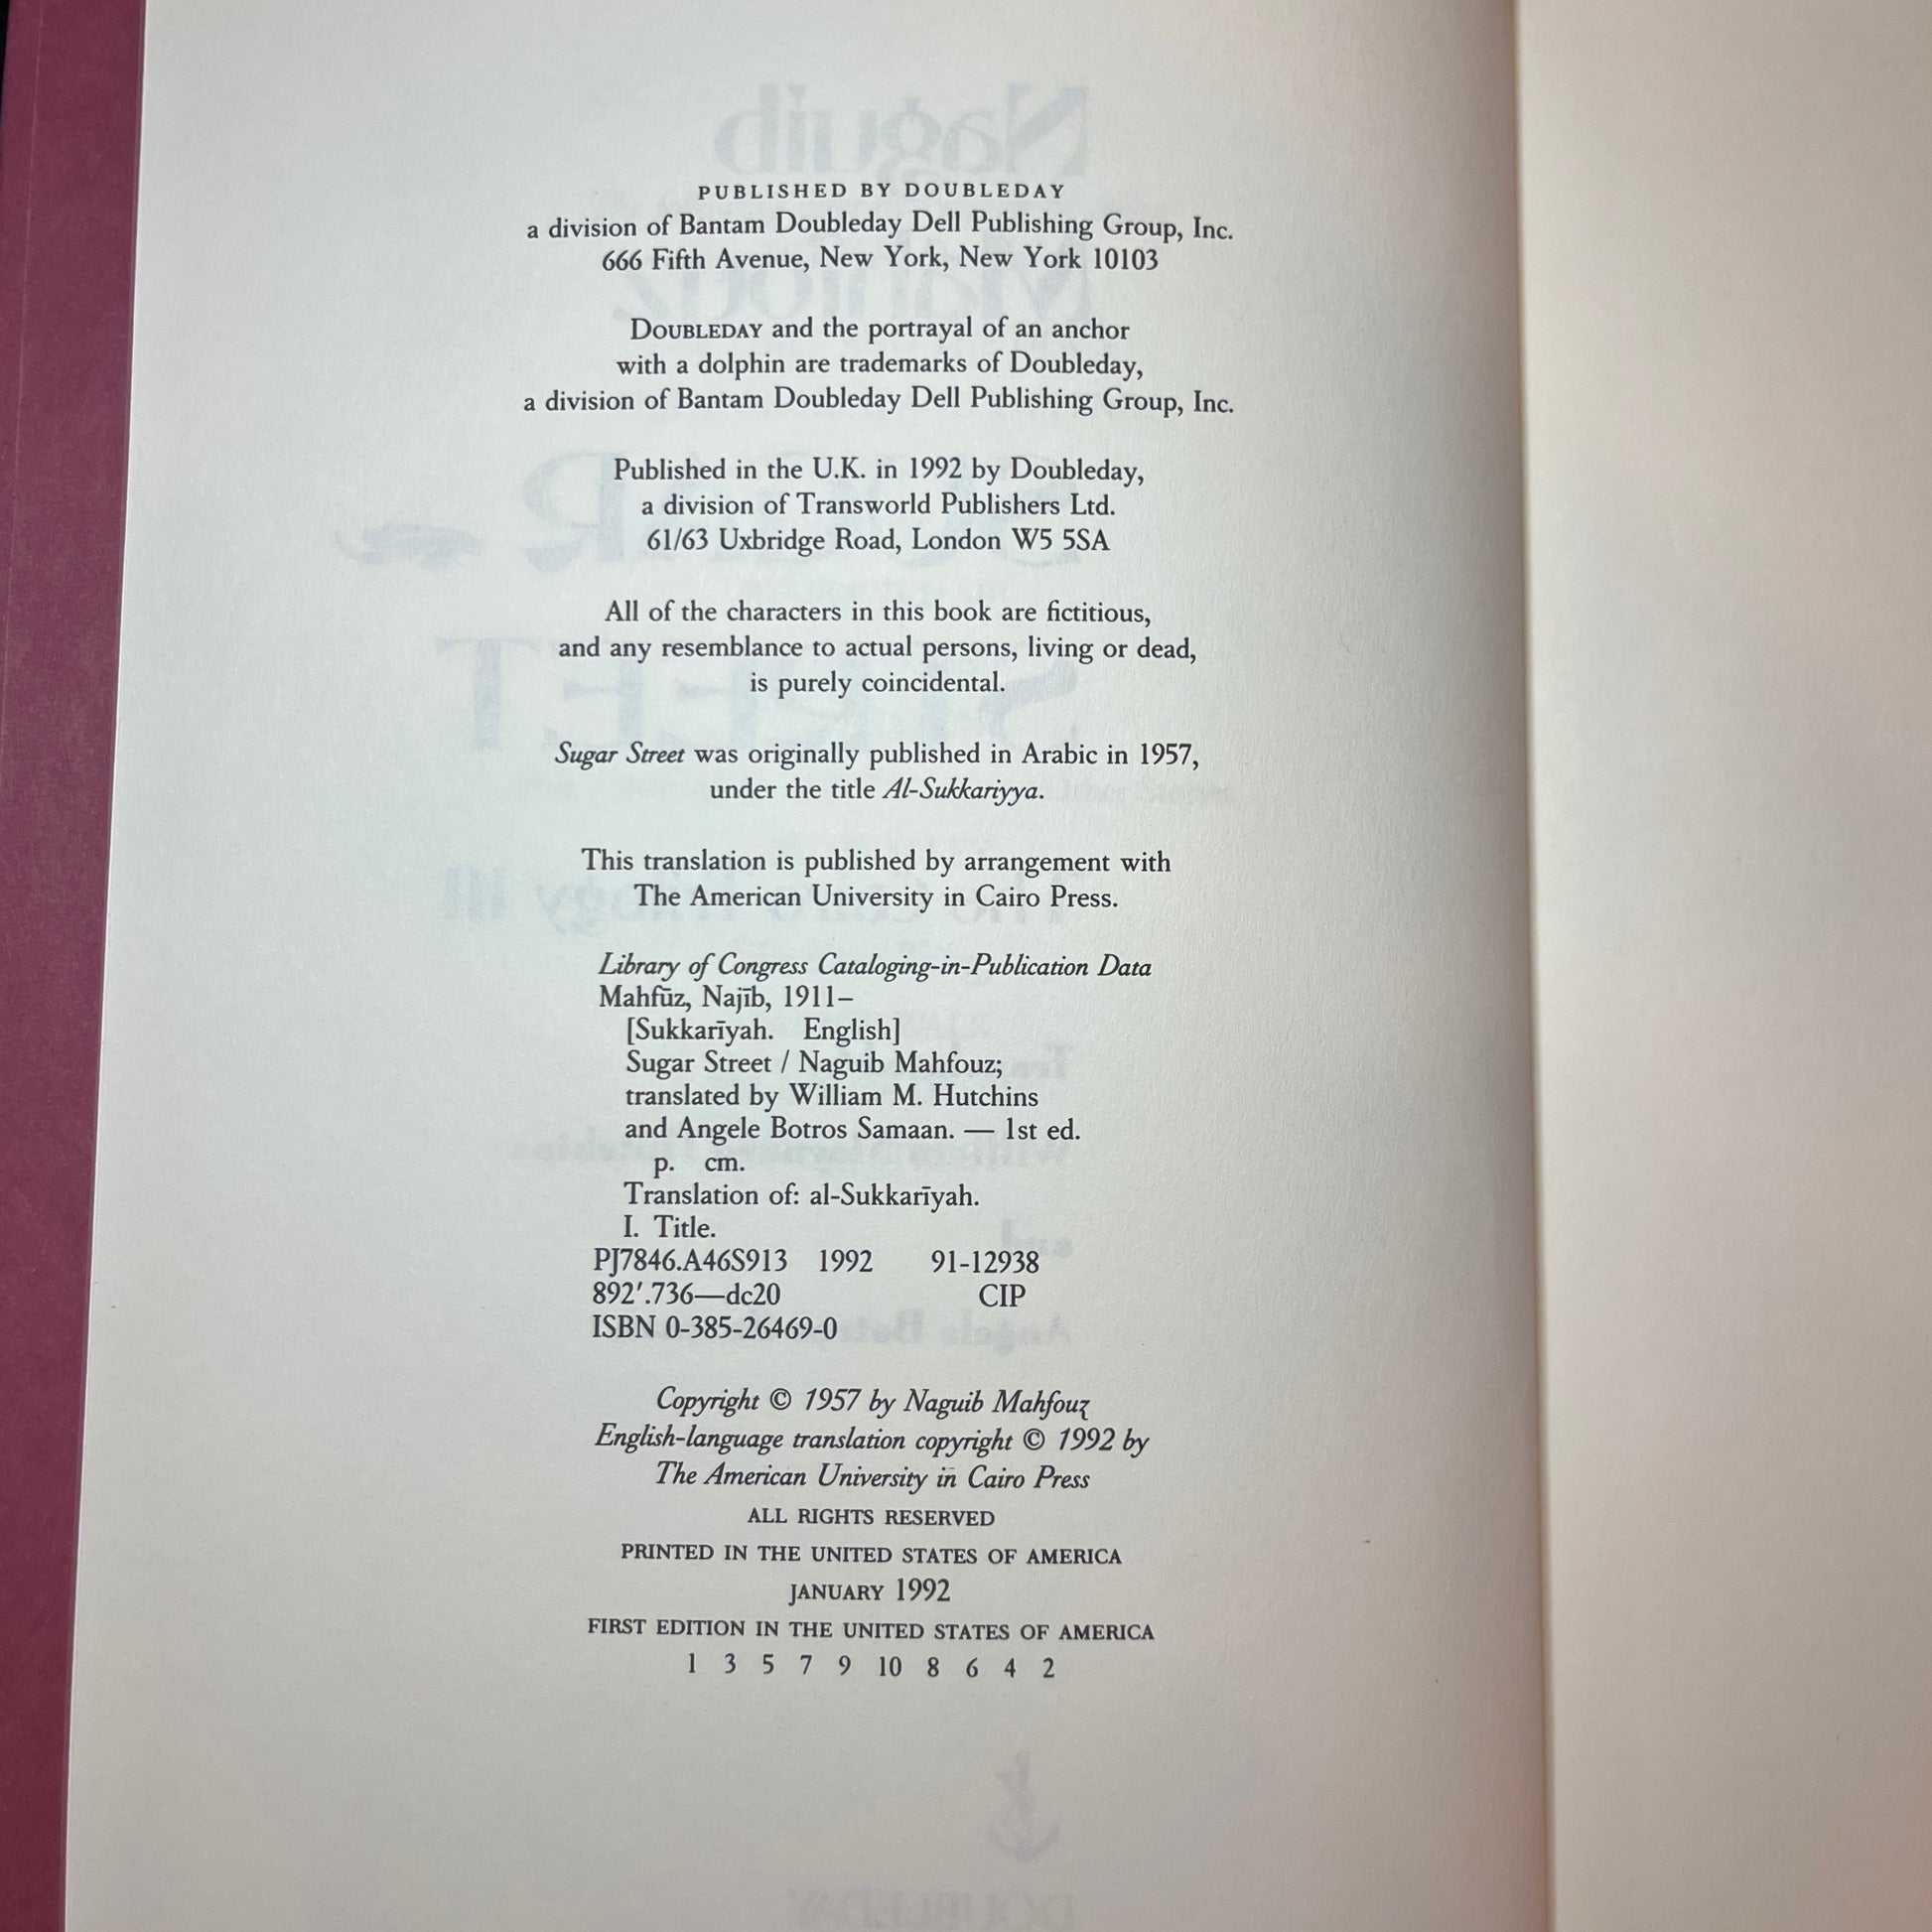 PUBLISHED BY DOUBLEDAY
a division of Bantam Doubleday Dell Publishing Group, Inc.
666 Fifth Avenue, New York, New York 10103
DOUBLEDAY and the portrayal of an anchor
with a dolphin are trademarks of Doubleday,
a division of Bantam Doubleday Dell Publishing Group, Inc.
Published in the U.K. in 1992 by Doubleday,
a division of Transworld Publishers Ltd.
61/63 Uxbridge Road, London W5 5SA
All of the characters in this book are fictitious,
and any resemblance to actual persons, living or dead,
is purely coincidental.
Sugar Street was originally published in Arabic in 1957,
under the title Al-Sukkariyya.
This translation is published by arrangement with
The American University in Cairo Press.
Library of Congress Cataloging-in-Publication Data
Mahfūz, Najīb, 1911–
[Sukkarīyah. English]
Sugar Street / Naguib Mahfouz;
translated by William M. Hutchins
and Angele Botros Samaan. — 1st ed.
p. cm.
Translation of: al-Sukkarīyah.
I. Title.
PJ7846.A46S913 1992 91-12938
892′.736—dc20 CIP
ISBN 0-385-26469-0
Copyright © 1957 by Naguib Mahfouz
English-language translation copyright © 1992 by
The American University in Cairo Press
ALL RIGHTS RESERVED
PRINTED IN THE UNITED STATES OF AMERICA
JANUARY 1992
FIRST EDITION IN THE UNITED STATES OF AMERICA
1 3 5 7 9 10 8 6 4 2